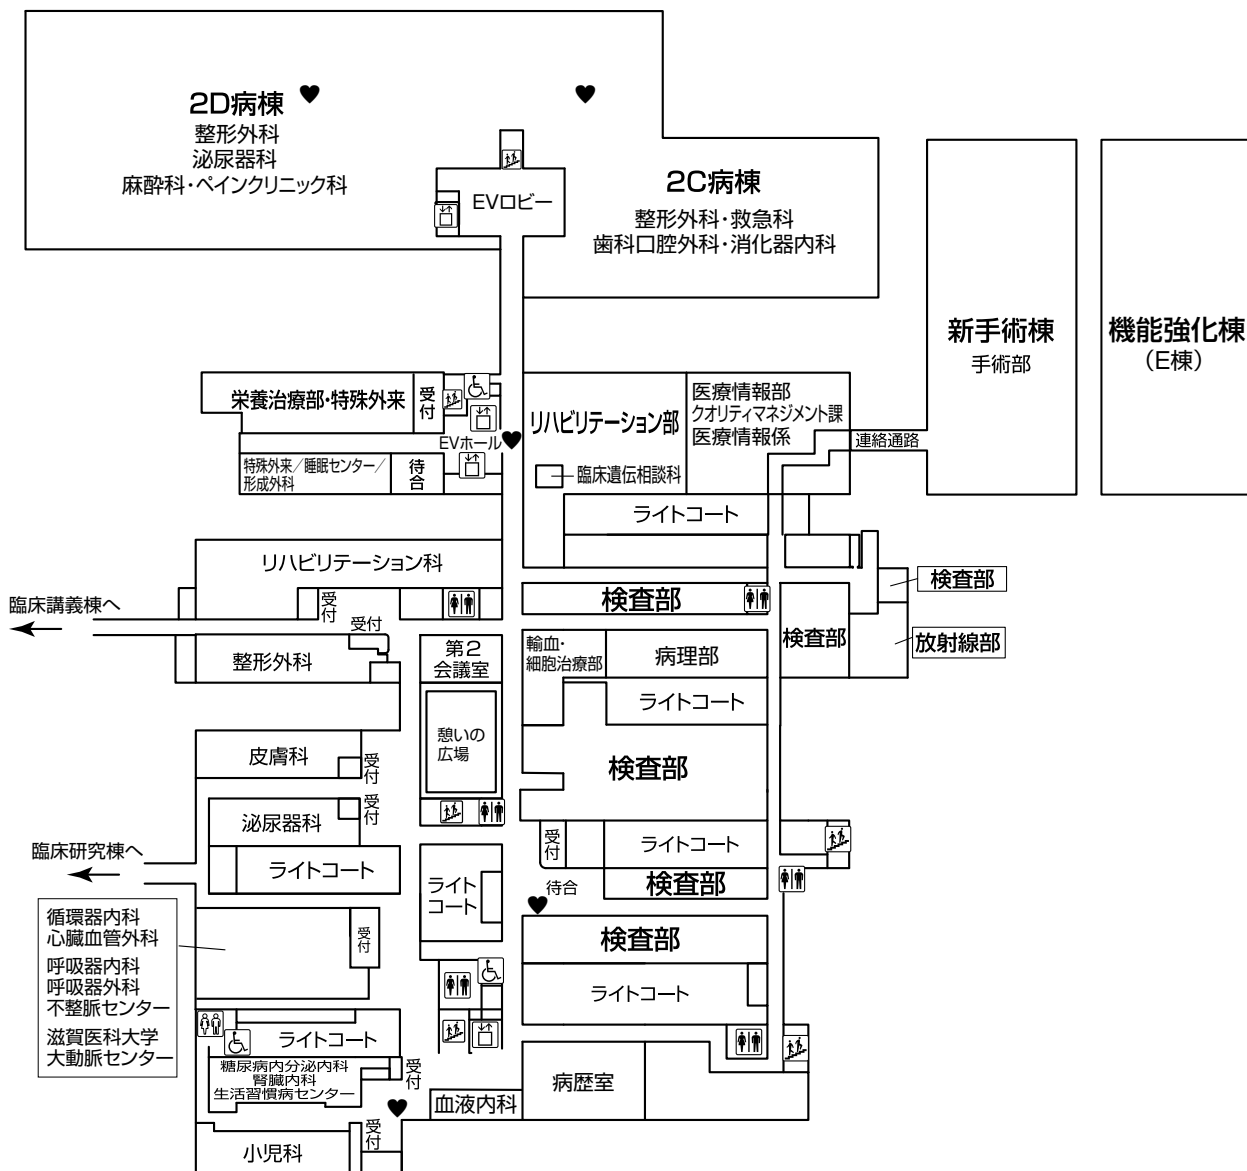 2D病棟
整形外科
泌尿器科
麻酔科・ペインクリニック科
EVロビー
2C病棟
整形外科・救急科
歯科口腔外科・消化器内科
新手術棟
手術部
機能強化棟
（E棟）
栄養治療部・特殊外来
受付
EVホール
特殊外来／睡眠センター／
形成外科
待合
リハビリテーション部
臨床遺伝相談科
医療情報部
クオリティマネジメント課
医療情報係
連絡通路
ライトコート
リハビリテーション科
受付
臨床講義棟へ
受付
整形外科
検査部
検査部
放射線部
検査部
第2
会議室
輸血・
細胞治療部
病理部
ライトコート
憩いの
広場
皮膚科
受付
検査部
泌尿器科
受付
ライトコート
受付
ライトコート
臨床研究棟へ
ライト
コート
待合
検査部
循環器内科
心臓血管外科
呼吸器内科
呼吸器外科
不整脈センター
滋賀医科大学
大動脈センター
受付
検査部
ライトコート
ライトコート
糖尿病内分泌内科
腎臓内科
生活習慣病センター
受付
血液内科
病歴室
小児科
受付